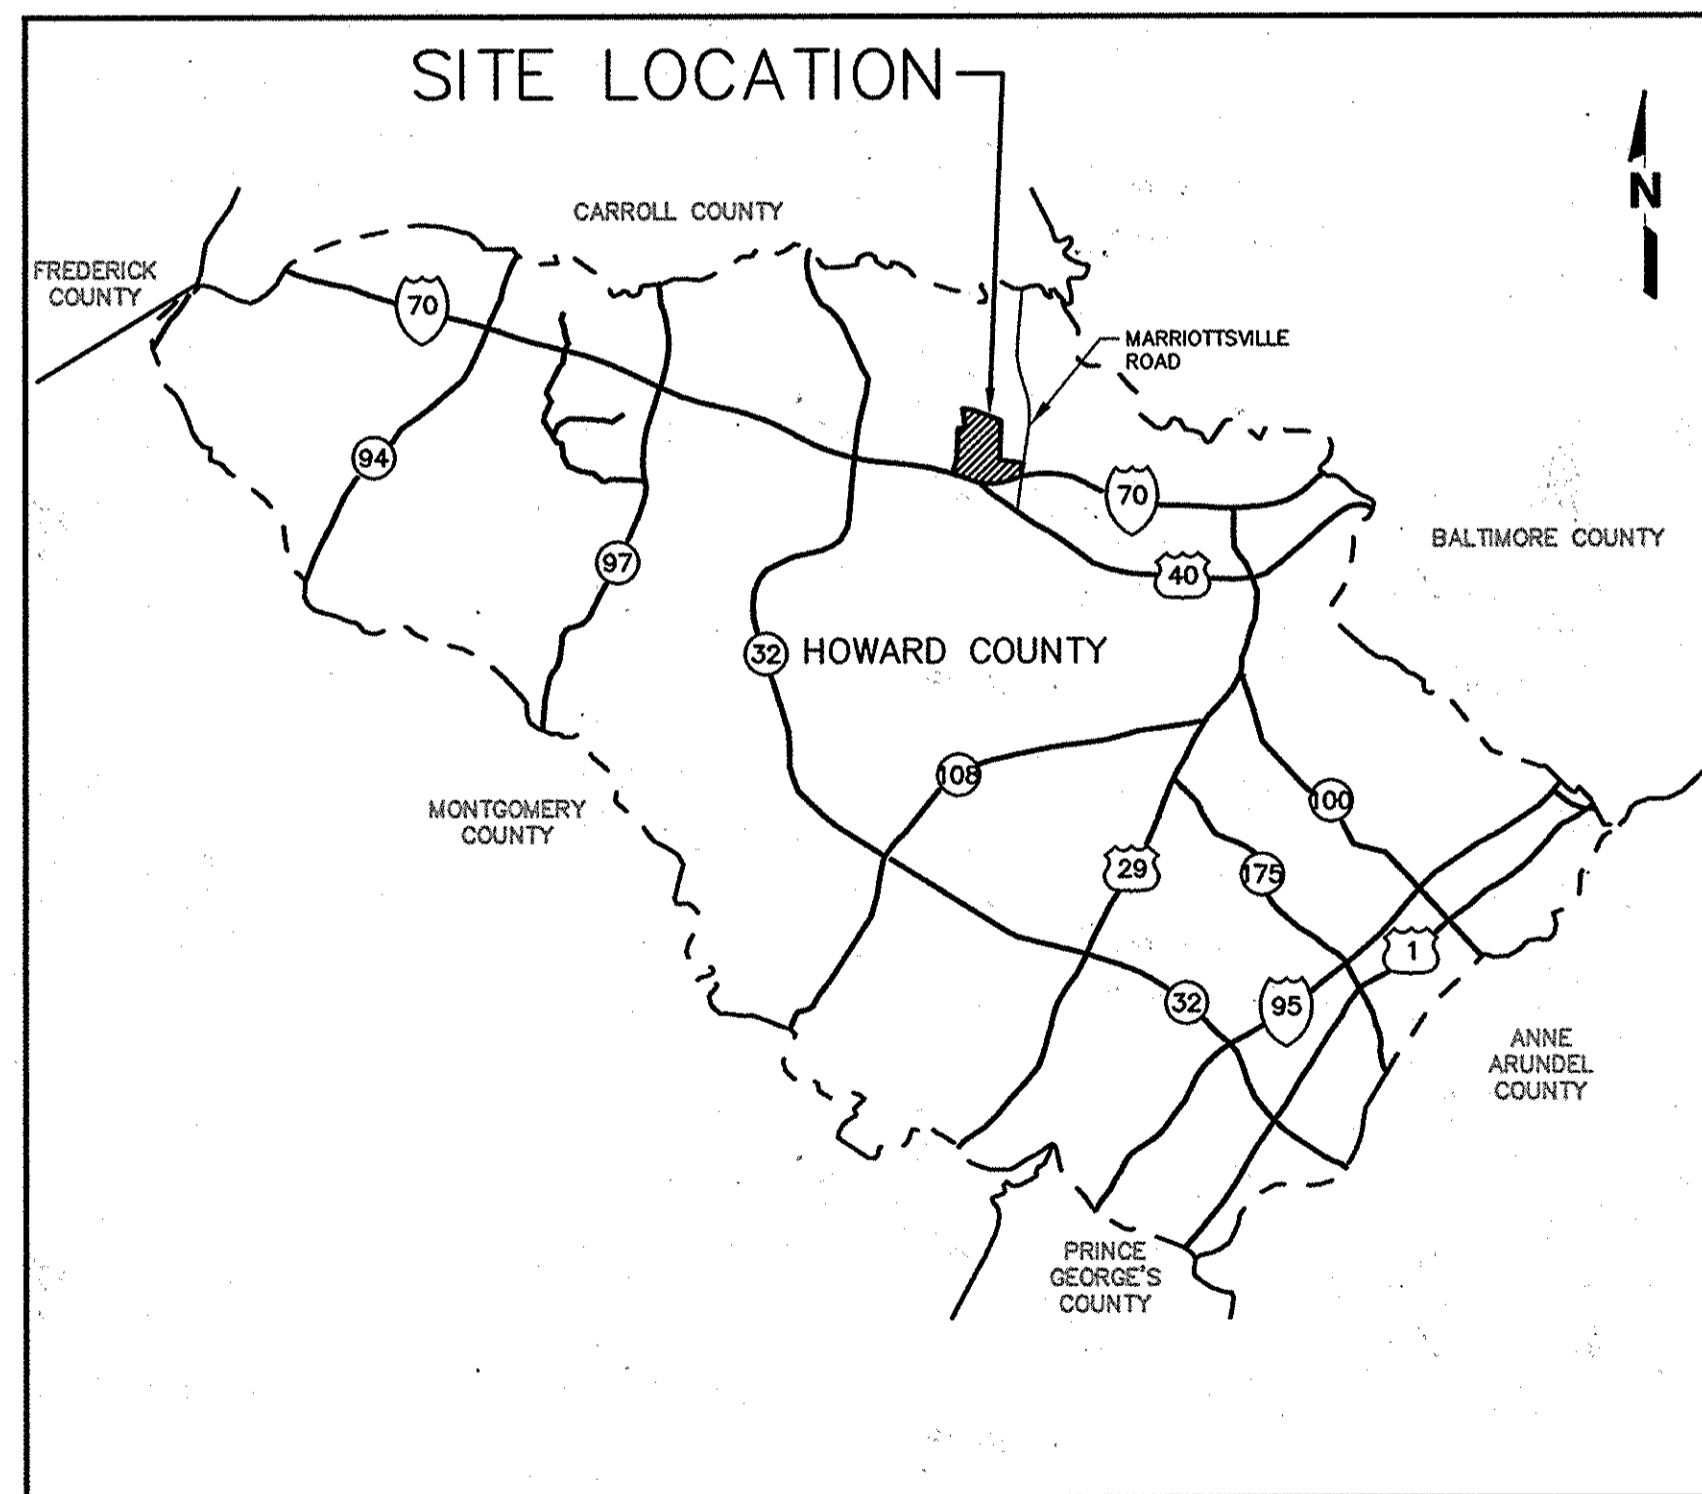 SITE LOCATION
N
CARROLL COUNTY
FREDERICK
COUNTY
70
MARRIOTTSVILLE
ROAD
94
70
BALTIMORE COUNTY
97
40
32
HOWARD COUNTY
108
MONTGOMERY
COUNTY
100
29
175
1
32
95
ANNE
ARUNDEL
COUNTY
PRINCE
GEORGE'S
COUNTY